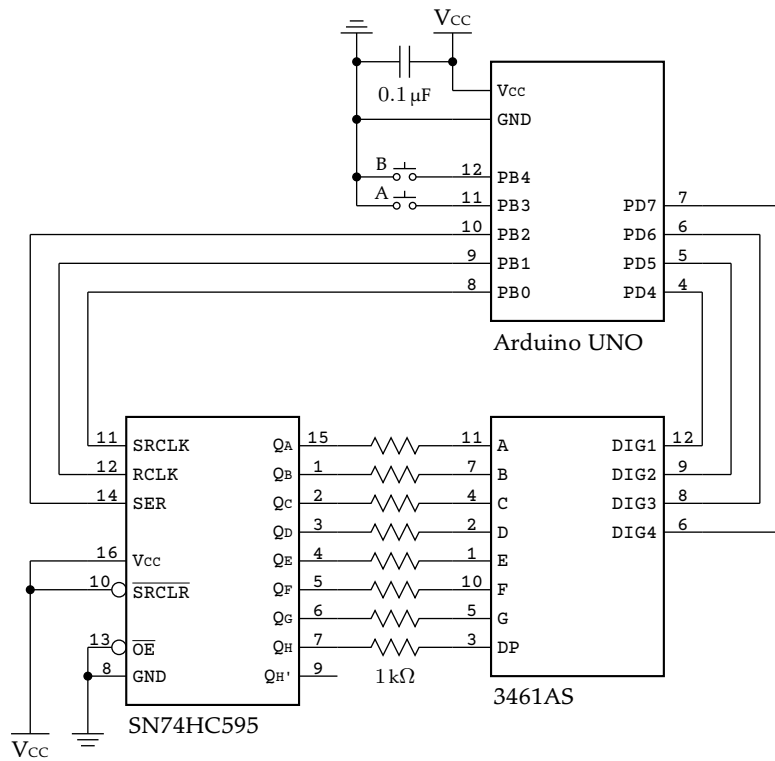 Vcc
0.1 µF
Vcc
GND
B 12 PB4
A 11 PB3 PD7 7
10 PB2 PD6 6
9 PB1 PD5 5
8 PB0 PD4 4
Arduino UNO
11 SRCLK QA 15 11 A DIG1 12
12 RCLK QB 1 7 B DIG2 9
14 SER QC 2 4 C DIG3 8
QD 3 2 D DIG4 6
16 Vcc QE 4 1 E
10 SRCLR QF 5 10 F
QG 6 5 G
13 OE QH 7 3 DP
8 GND QH' 9 1 kΩ
3461AS
SN74HC595
Vcc